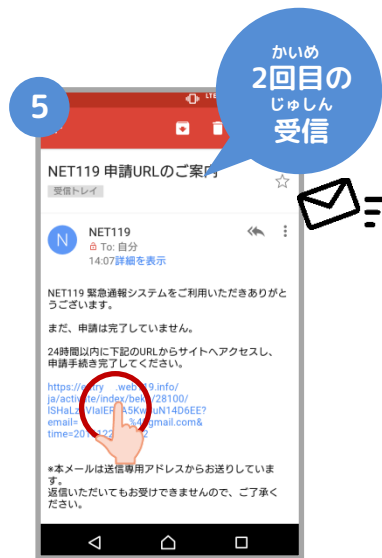 5
かいめ
2回目の
じゅしん
受信
LTE
NET119 申請URLのご案内
受信トレイ
N
NET119
To: 自分
14:07詳細を表示
NET119 緊急通報システムをご利用いただきありがと
うございます。
まだ、申請は完了していません。
24時間以内に下記のURLからサイトへアクセスし、
申請手続き完了してください。
.info/
index/
/28100/
email=
gmail.com&
*本メールは送信専用アドレスからお送りしていま
す。
返信いただいてもお受けできませんので、ご了承く
ださい。